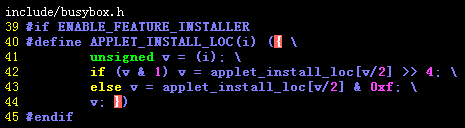 include/busybox.h
39 #if ENABLE_FEATURE_INSTALLER
40 #define APPLET_INSTALL_LOC(i) ({ \
41         unsigned v = (i); \
42         if (v & 1) v = applet_install_loc[v/2] >> 4; \
43         else v = applet_install_loc[v/2] & 0xf; \
44         v; })
45 #endif